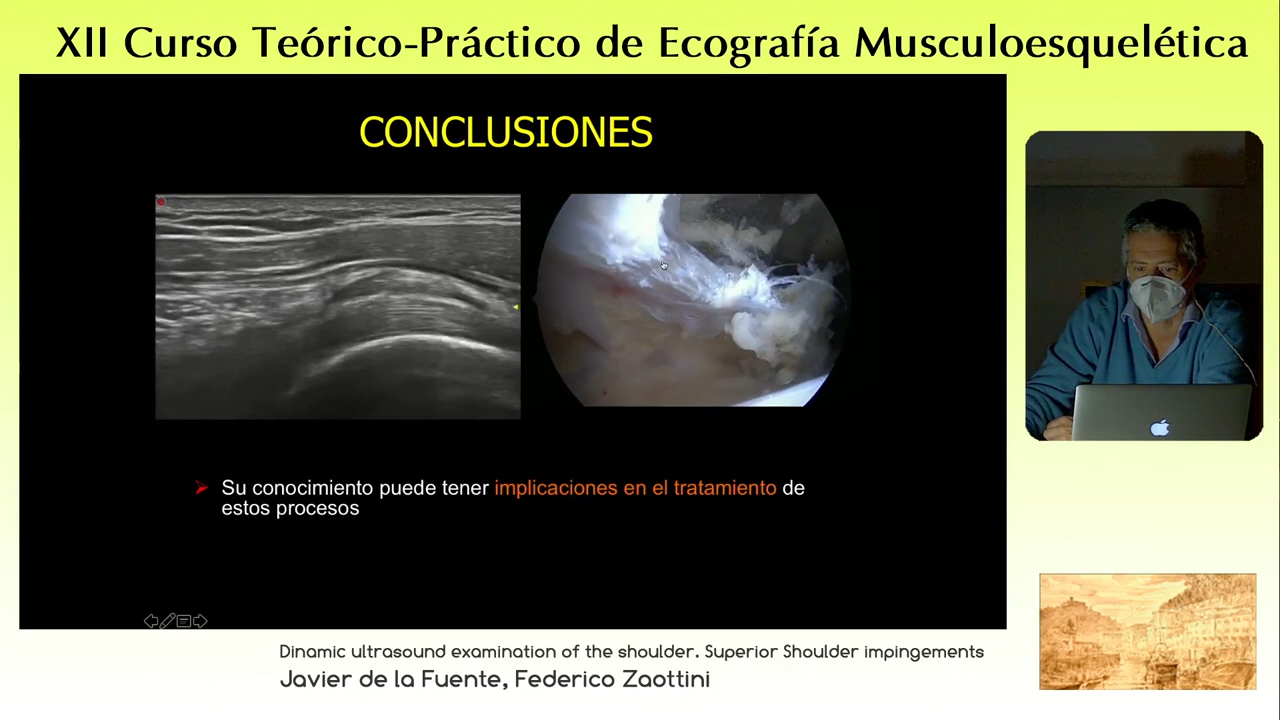 XII Curso Teórico-Práctico de Ecografía Musculoesquelética
CONCLUSIONES
Su conocimiento puede tener implicaciones en el tratamiento de
estos procesos
Dinamic ultrasound examination of the shoulder. Superior Shoulder impingements
Javier de la Fuente, Federico Zaottini